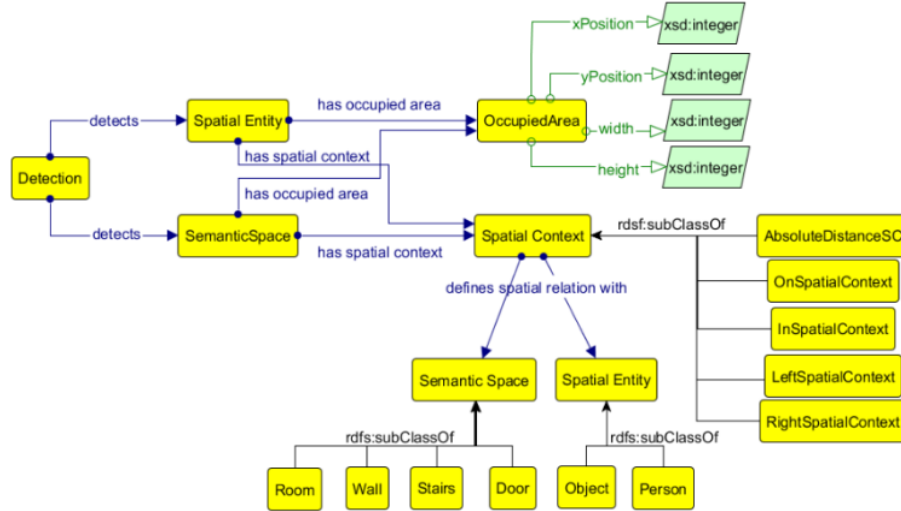 xPosition
xsd:integer
yPosition
xsd:integer
has occupied area
Spatial Entity
OccupiedArea
detects
width
xsd:integer
has spatial context
height
xsd:integer
Detection
has occupied area
detects
SemanticSpace
has spatial context
Spatial Context
rdsf:subClassOf
AbsoluteDistanceSC
OnSpatialContext
defines spatial relation with
InSpatialContext
Semantic Space
Spatial Entity
LeftSpatialContext
RightSpatialContext
rdfs:subClassOf
rdfs:subClassOf
Room
Wall
Stairs
Door
Object
Person